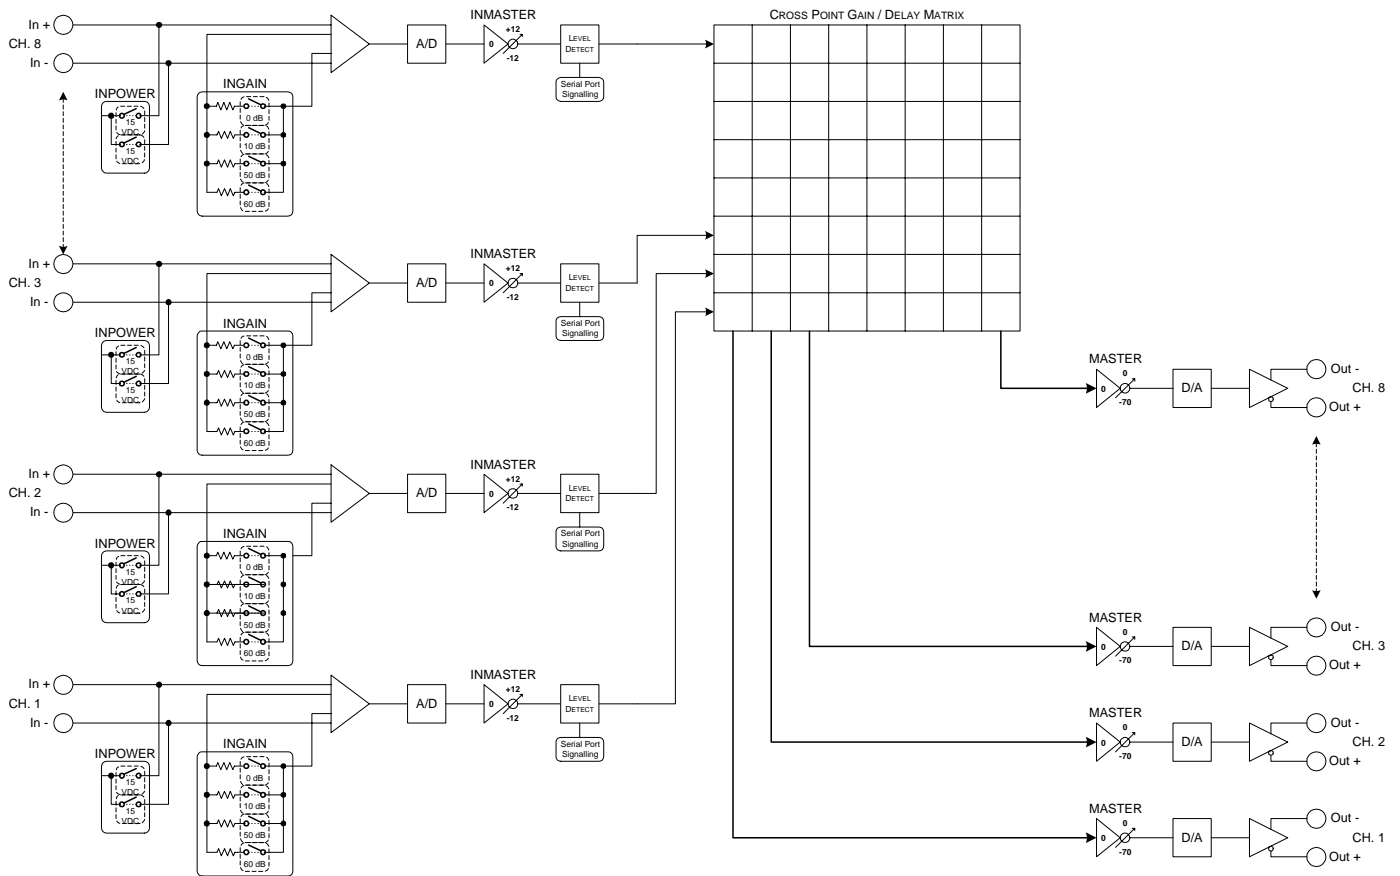 CROSS POINT GAIN / DELAY MATRIX
In +
CH. 8
In -
INPOWER
15
VDC
15
VDC
INGAIN
0 dB
10 dB
50 dB
60 dB
A/D
INMASTER
+12
0
-12
LEVEL
DETECT
Serial Port
Signalling
In +
CH. 3
In -
INPOWER
15
VDC
15
VDC
INGAIN
0 dB
10 dB
50 dB
60 dB
A/D
INMASTER
+12
0
-12
LEVEL
DETECT
Serial Port
Signalling
In +
CH. 2
In -
INPOWER
15
VDC
15
VDC
INGAIN
0 dB
10 dB
50 dB
60 dB
A/D
INMASTER
+12
0
-12
LEVEL
DETECT
Serial Port
Signalling
In +
CH. 1
In -
INPOWER
15
VDC
15
VDC
INGAIN
0 dB
10 dB
50 dB
60 dB
A/D
INMASTER
+12
0
-12
LEVEL
DETECT
Serial Port
Signalling
MASTER
0
0
-70
D/A
Out -
CH. 8
Out +
MASTER
0
0
-70
D/A
Out -
CH. 3
Out +
MASTER
0
0
-70
D/A
Out -
CH. 2
Out +
MASTER
0
0
-70
D/A
Out -
CH. 1
Out +